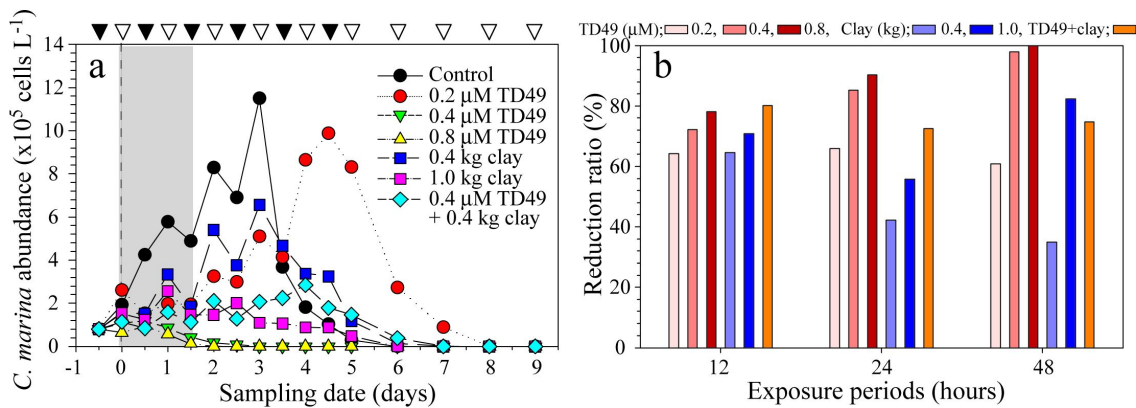 a
C. marina abundance (x10⁵ cells L⁻¹)
14
12
10
8
6
4
2
0
-1 0 1 2 3 4 5 6 7 8 9
Sampling date (days)
Control
0.2 μM TD49
0.4 μM TD49
0.8 μM TD49
0.4 kg clay
1.0 kg clay
0.4 μM TD49
+ 0.4 kg clay
TD49 (μM); 0.2, 0.4, 0.8, Clay (kg); 0.4, 1.0, TD49+clay;
b
Reduction ratio (%)
100
80
60
40
20
0
12 24 48
Exposure periods (hours)